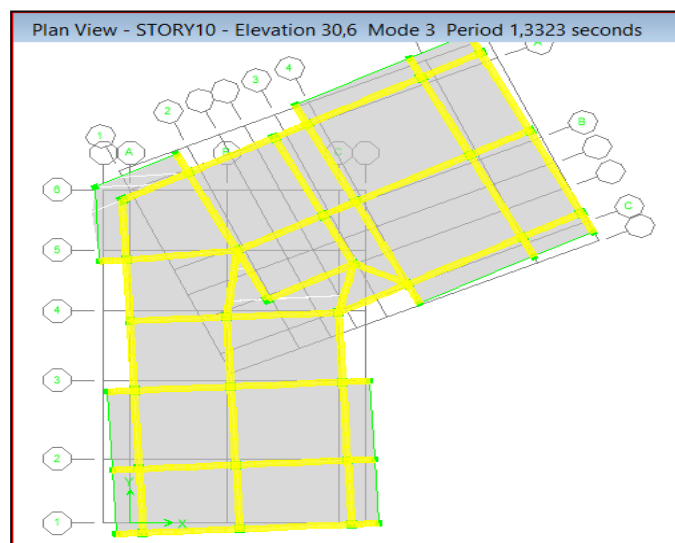 Plan View - STORY10 - Elevation 30,6 Mode 3 Period 1,3323 seconds
4
3
A
2
B
1
A
B
C
6
C
5
4
3
2
Y
X
1